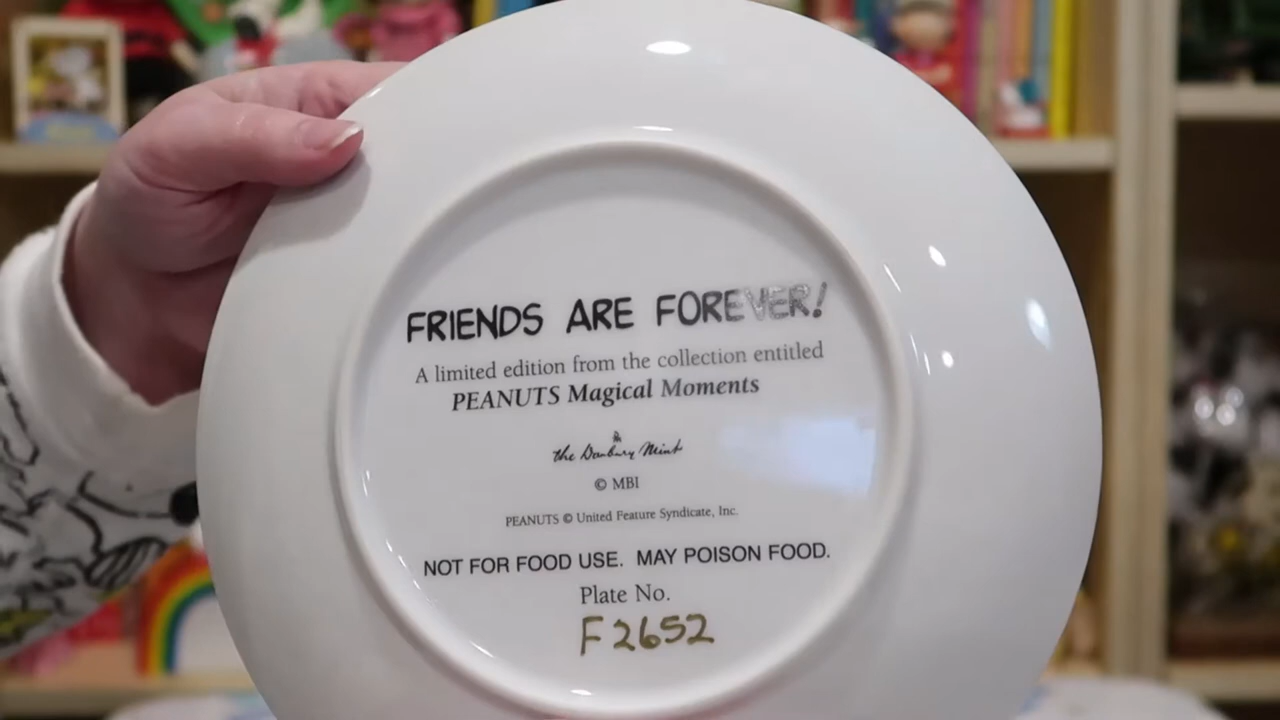 FRIENDS ARE FOREVER!
A limited edition from the collection entitled
PEANUTS Magical Moments
the Danbury Mint
© MBI
PEANUTS © United Feature Syndicate, Inc.
NOT FOR FOOD USE. MAY POISON FOOD.
Plate No.
F2652